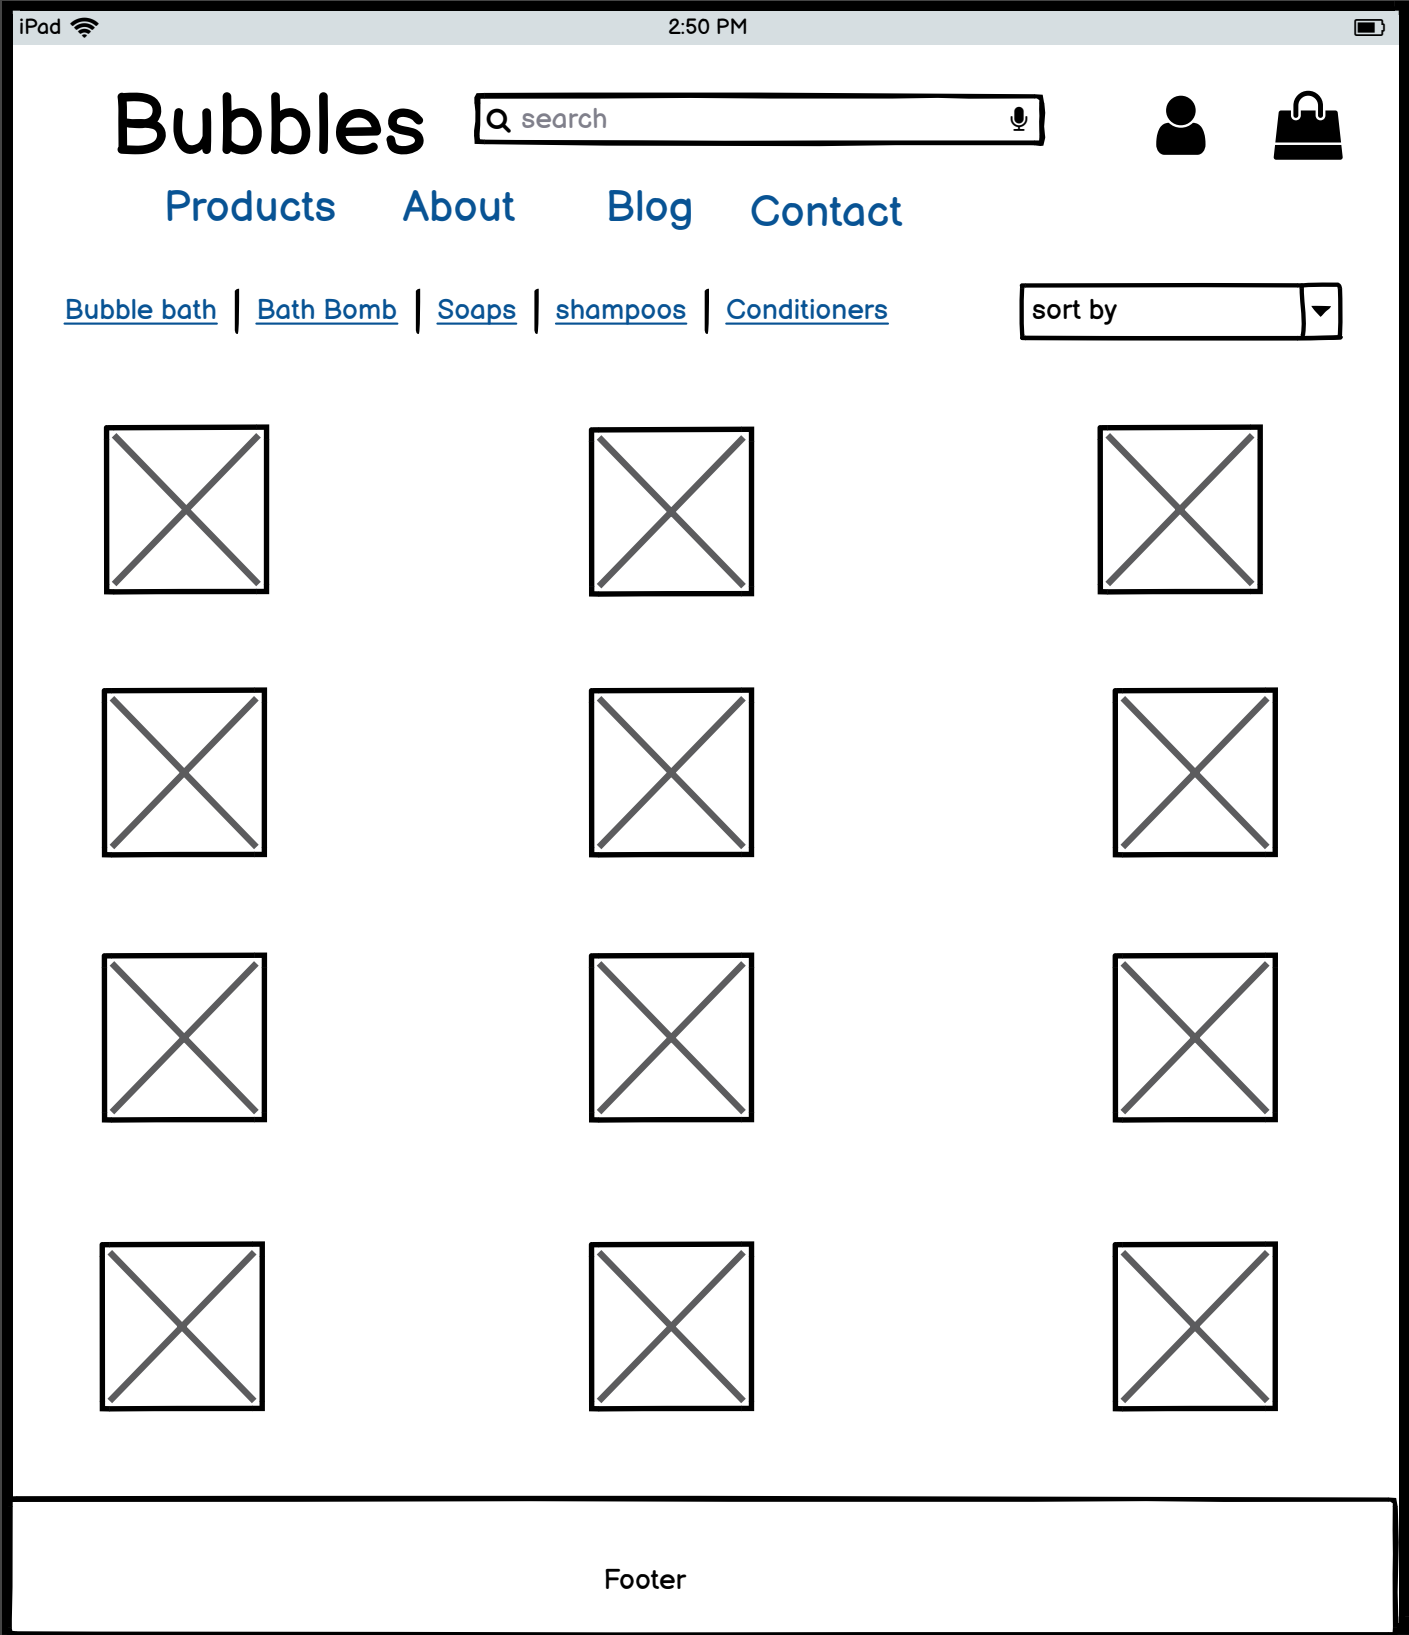 iPad 2:50 PM
Bubbles search
Products About Blog Contact
Bubble bath | Bath Bomb | Soaps | shampoos | Conditioners sort by
Footer